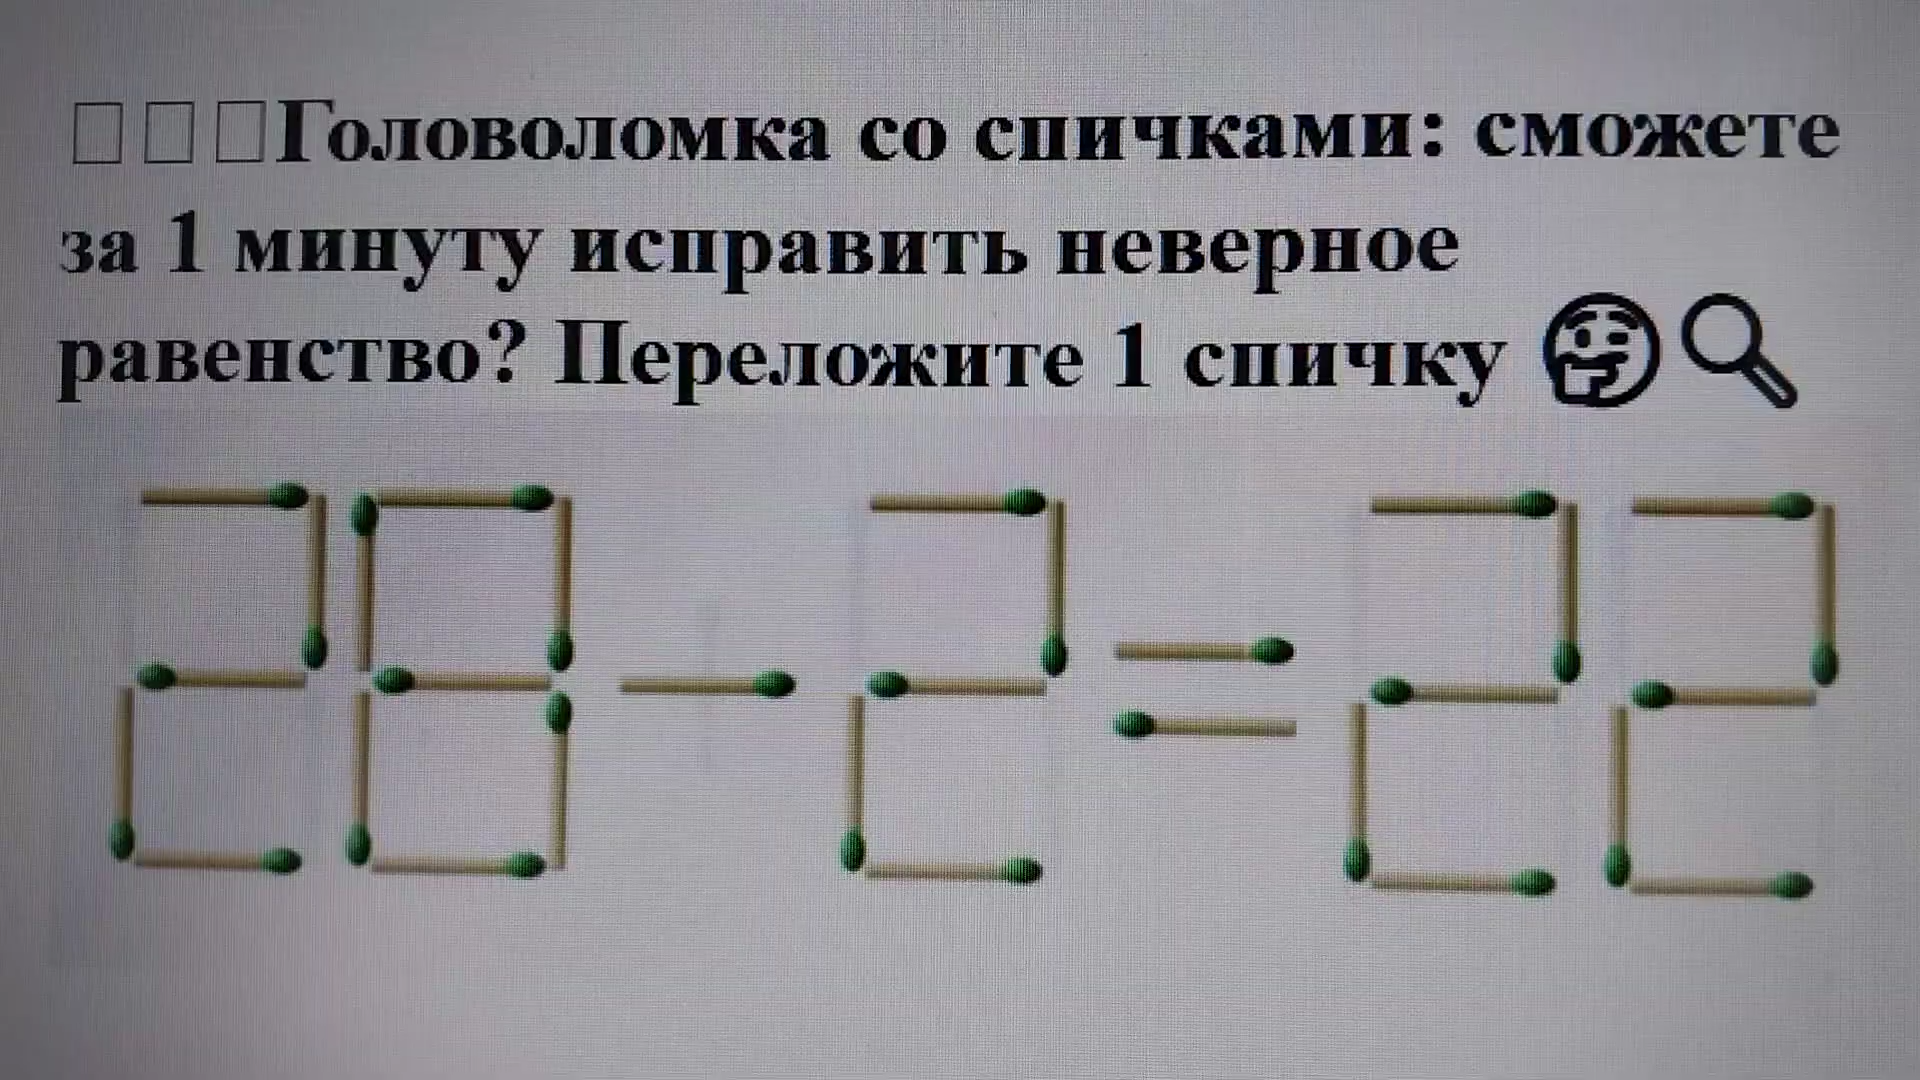 Головоломка со спичками: сможете
за 1 минуту исправить неверное
равенство? Переложите 1 спичку
28 - 2 = 22